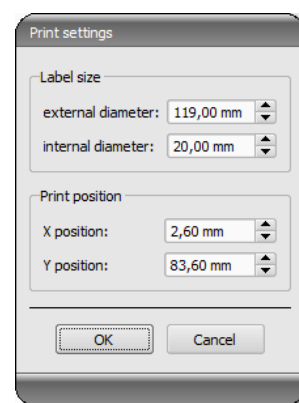 Print settings
Label size
external diameter: 119,00 mm
internal diameter: 20,00 mm
Print position
X position: 2,60 mm
Y position: 83,60 mm
OK Cancel